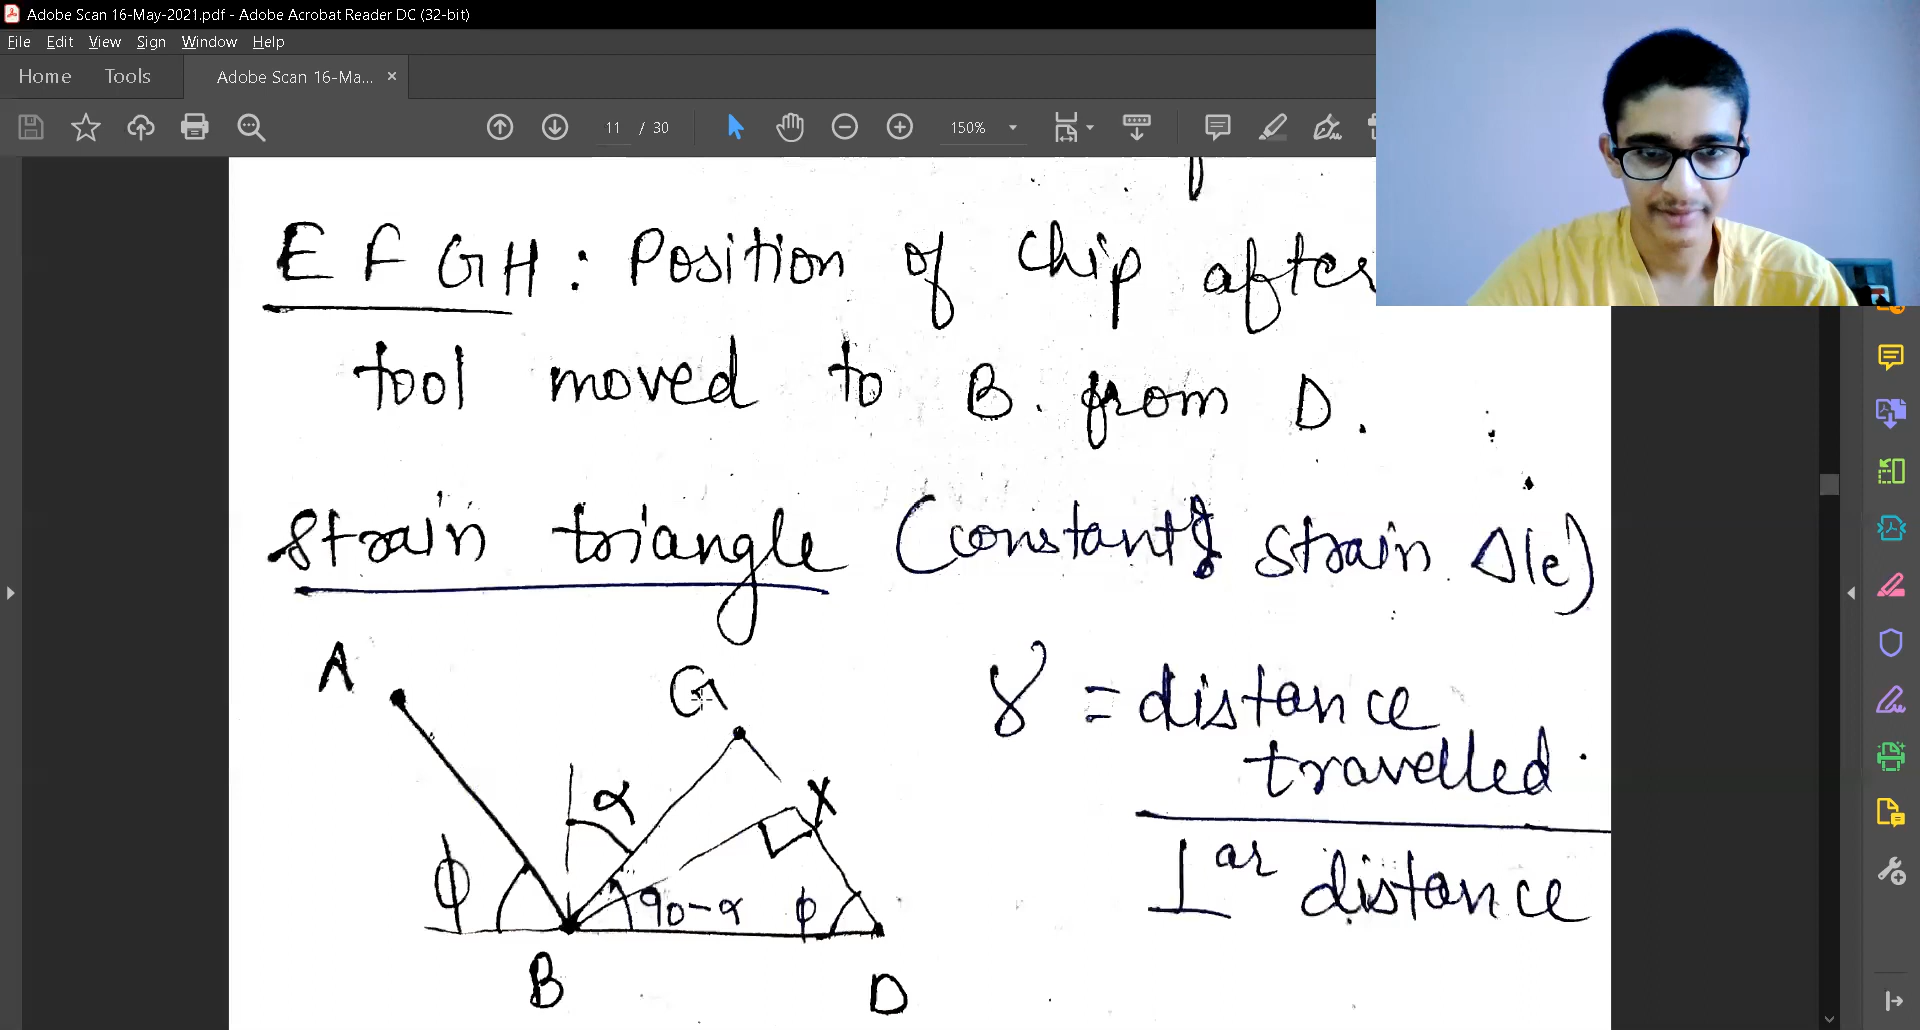 Adobe Scan 16-May-2021.pdf - Adobe Acrobat Reader DC (32-bit)
File Edit View Sign Window Help
Home Tools Adobe Scan 16-Ma... ×
11 / 30 150%
E F G H : Position of chip after
tool moved to B. from D.
Strain triangle (constant strain Δle)
A
G
γ = distance
travelled.
α
X
ϕ
90-α
ϕ
⊥ar distance
B
D